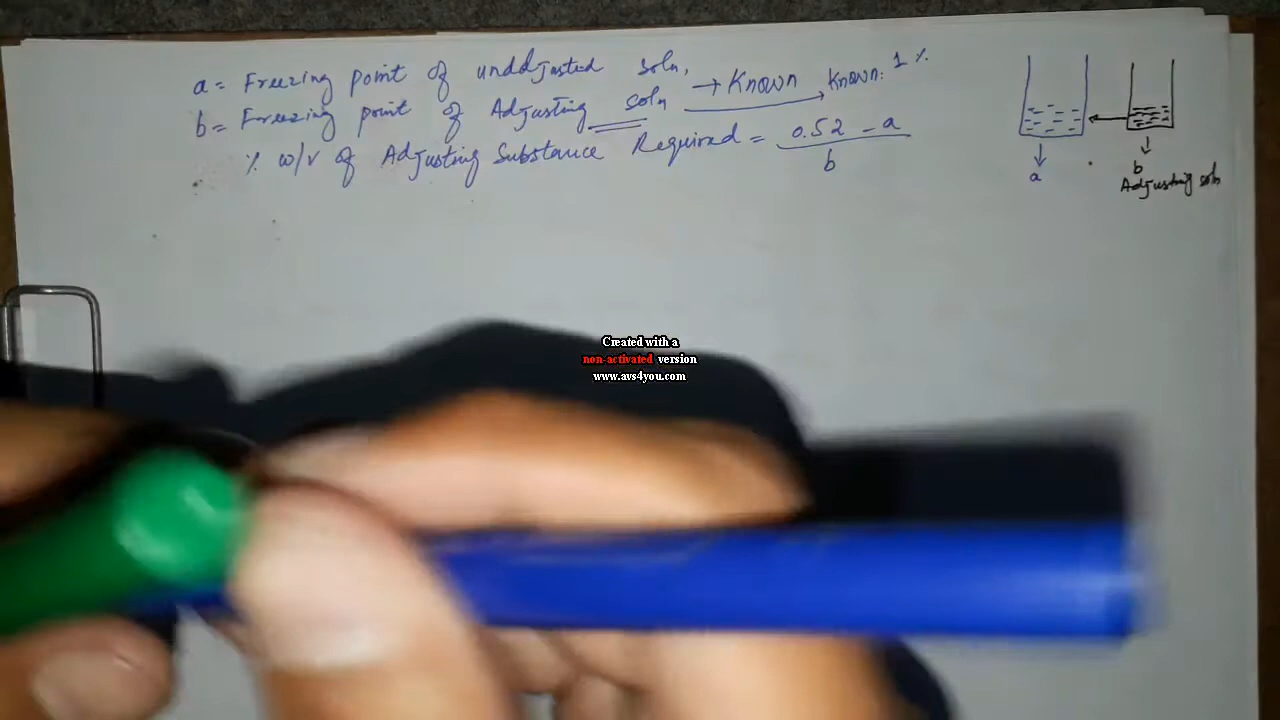 a = Freezing point of unddjusted soln, → Known
b = Freezing point of Adjusting soln → Known: 1 %.
% w/v of Adjusting Substance Required = 0.52 - a / b
a
b
Adjusting soln
Created with a
non-activated version
www.avs4you.com